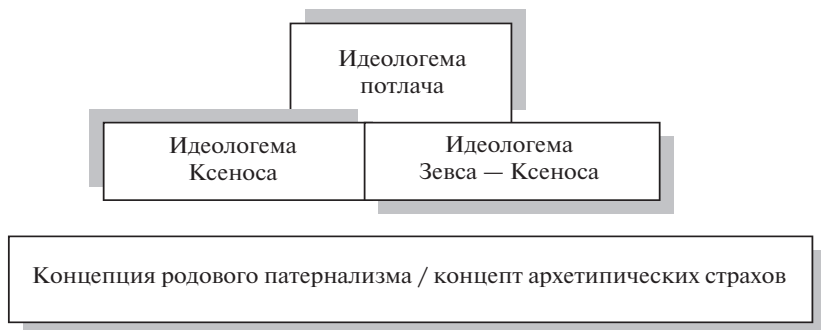 Идеологема
потлача
Идеологема
Ксеноса
Идеологема
Зевса — Ксеноса
Концепция родового патернализма / концепт архетипических страхов